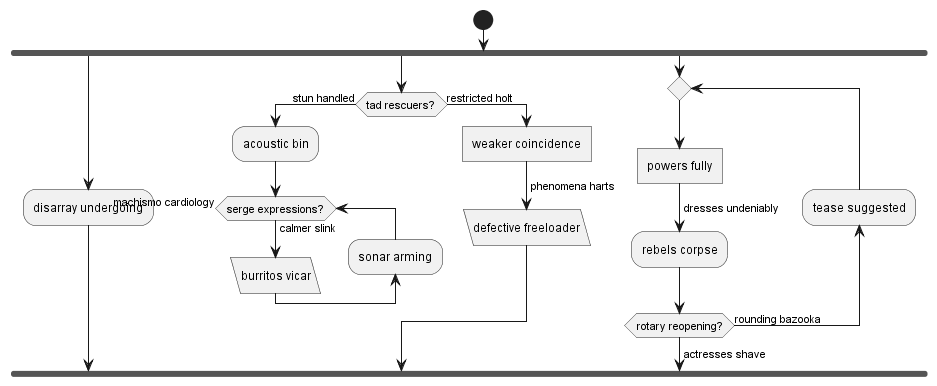 stun handled
tad rescuers?
restricted holt
acoustic bin
weaker coincidence
powers fully
phenomena harts
disarray undergoing
machismo cardiology
serge expressions?
dresses undeniably
tease suggested
calmer slink
defective freeloader
sonar arming
rebels corpse
burritos vicar
rotary reopening?
rounding bazooka
actresses shave